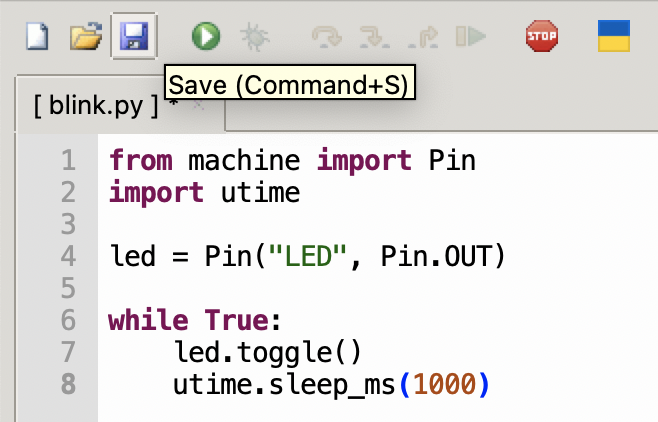 STOP
Save (Command+S)
[ blink.py ] * ×
1 from machine import Pin
2 import utime
3
4 led = Pin("LED", Pin.OUT)
5
6 while True:
7     led.toggle()
8     utime.sleep_ms(1000)